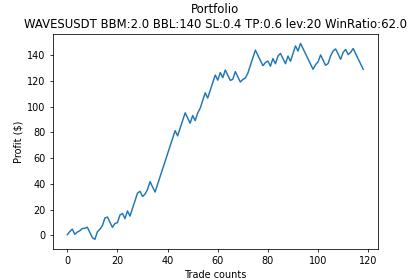 Portfolio
WAVESUSDT BBM:2.0 BBL:140 SL:0.4 TP:0.6 lev:20 WinRatio:62.0
140
120
100
80
60
40
20
0
Profit ($)
0 20 40 60 80 100 120
Trade counts